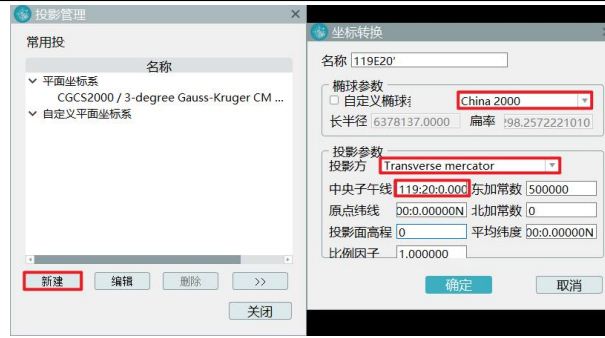 投影管理
常用投
名称
平面坐标系
CGCS2000 / 3-degree Gauss-Kruger CM ...
自定义平面坐标系
新建 编辑 删除 >>
关闭
坐标转换
名称 119E20'
椭球参数
自定义椭球 China 2000
长半径 6378137.0000 扁率 298.2572221010
投影参数
投影方 Transverse mercator
中央子午线 119:20:0.000 东加常数 500000
原点纬线 00:0.00000N 北加常数 0
投影面高程 0 平均纬度 00:0.00000N
比例因子 1.000000
确定 取消